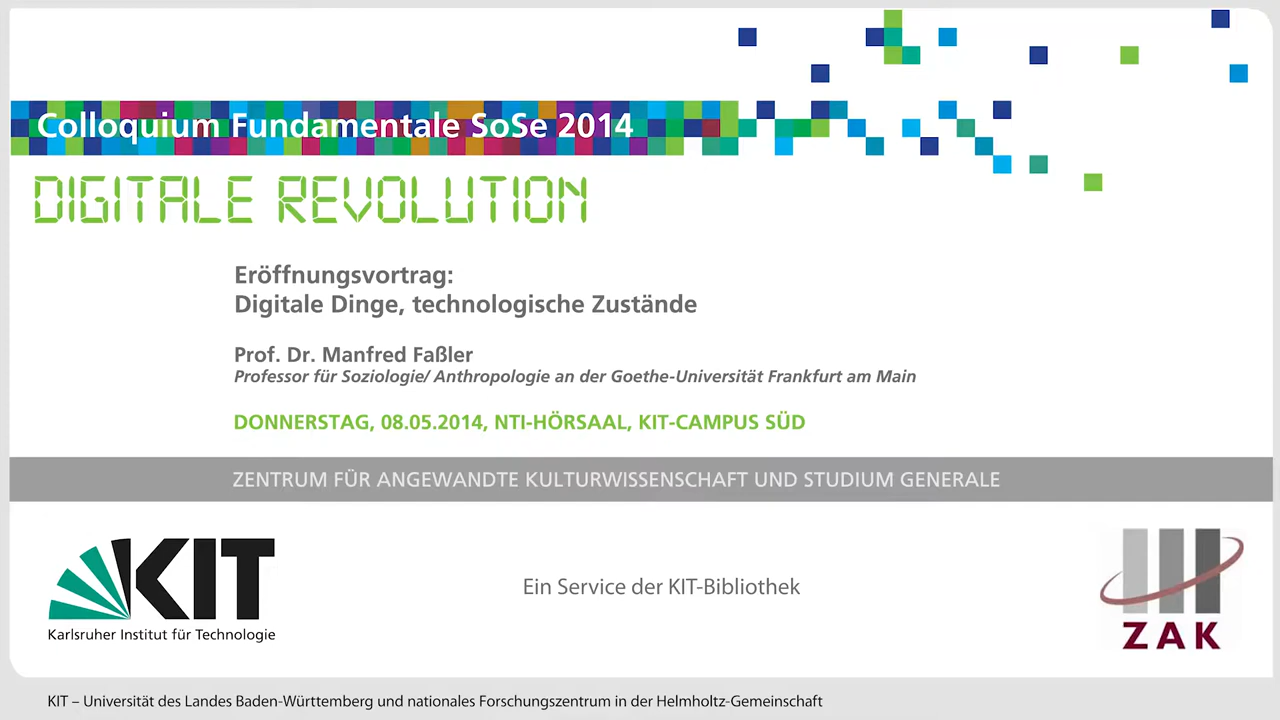 Colloquium Fundamentale SoSe 2014
DIGITALE REVOLUTION
Eröffnungsvortrag:
Digitale Dinge, technologische Zustände
Prof. Dr. Manfred Faßler
Professor für Soziologie/ Anthropologie an der Goethe-Universität Frankfurt am Main
DONNERSTAG, 08.05.2014, NTI-HÖRSAAL, KIT-CAMPUS SÜD
ZENTRUM FÜR ANGEWANDTE KULTURWISSENSCHAFT UND STUDIUM GENERALE
KIT
Karlsruher Institut für Technologie
Ein Service der KIT-Bibliothek
ZAK
KIT – Universität des Landes Baden-Württemberg und nationales Forschungszentrum in der Helmholtz-Gemeinschaft